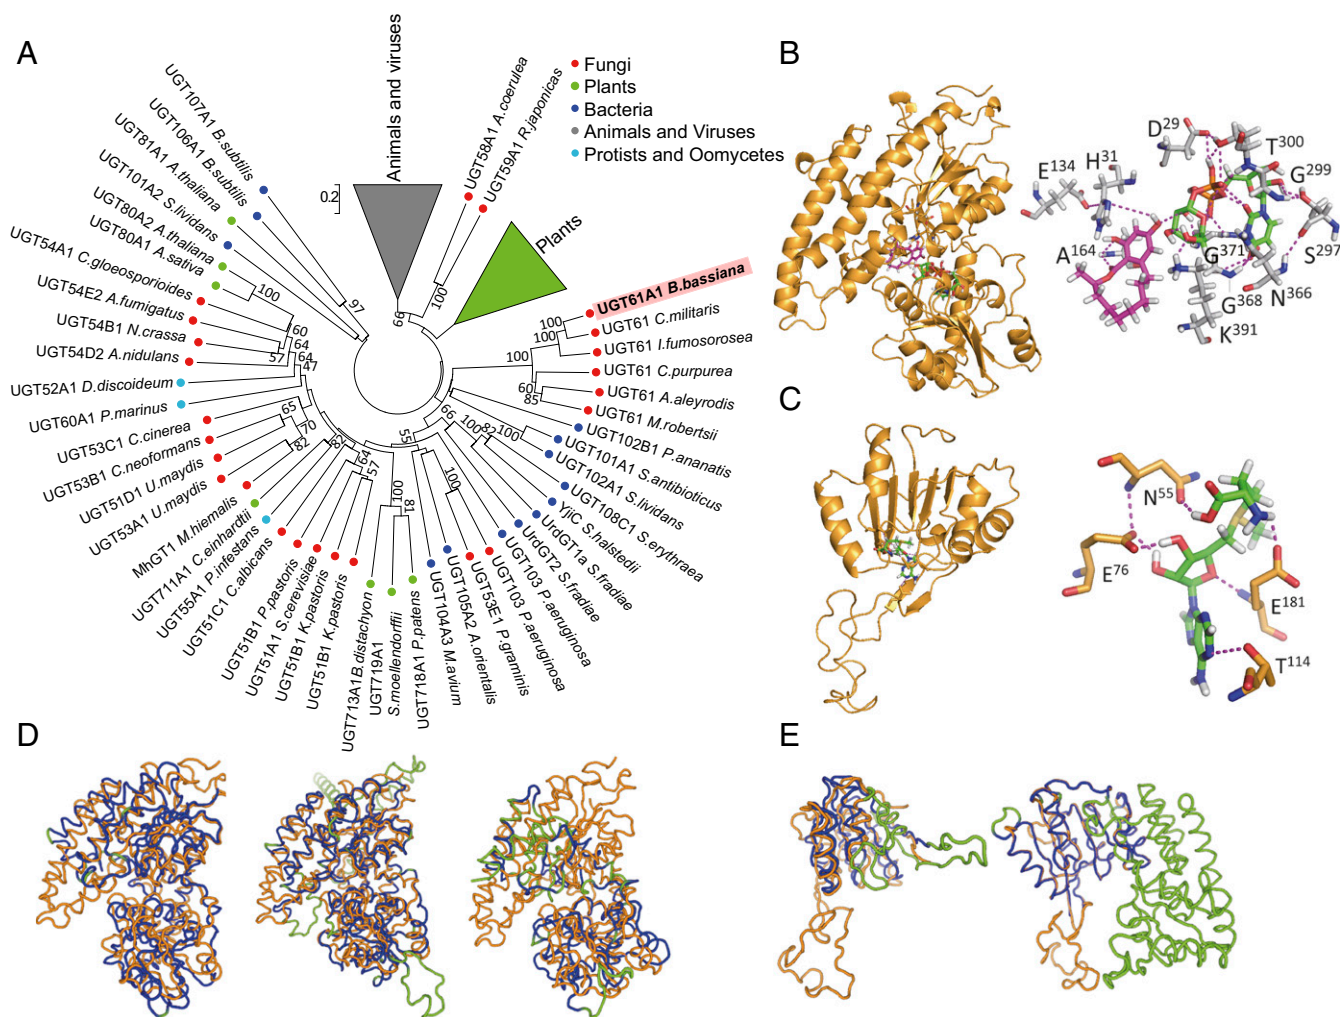 A
Fungi
Plants
Bacteria
Animals and Viruses
Protists and Oomycetes
0.2
Animals and viruses
UGT58A1 A.coerulea
UGT59A1 R.japonicas
Plants
UGT61A1 B.bassiana
UGT61 C.militaris
UGT61 I.fumosorosea
UGT61 C.purpurea
UGT61 A.aleyrodis
UGT61 M.robertsii
UGT102B1 P.ananatis
UGT101A1 S.antibioticus
UGT102A1 S.lividans
UGT108C1 S.erythraea
YjiC S.halstedii
UrdGT1a S.fradiae
UrdGT2 S.fradiae
UGT103 P.aeruginosa
UGT103 P.aeruginosa
UGT53E1 P.graminis
UGT105A2 A.orientalis
UGT104A3 M.avium
UGT718A1 P.patens
UGT719A1
S.moellendorffii
UGT713A1 B.distachyon
UGT51B1 K.pastoris
UGT51B1 K.pastoris
UGT51A1 S.cerevisiae
UGT51B1 P.pastoris
UGT51C1 C.albicans
UGT55A1 P.infestans
UGT711A1 C.einhardtii
MhGT1 M.hiemalis
UGT53A1 U.maydis
UGT51D1 U.maydis
UGT53B1 C.neoformans
UGT53C1 C.cinerea
UGT60A1 P.marinus
UGT52A1 D.discoideum
UGT54D2 A.nidulans
UGT54B1 N.crassa
UGT54E2 A.fumigatus
UGT54A1 C.gloeosporioides
UGT80A1 A.sativa
UGT80A2 A.thaliana
UGT101A2 S.lividans
UGT81A1 A.thaliana
UGT106A1 B.subtilis
UGT107A1 B.subtilis
97
99
100
100
100
100
60
85
100
82
100
66
55
100
81
100
57
64
82
70
65
47
64
57
60
100
B
D29
T300
H31
E134
G299
A164
G371
S297
G368
N366
K391
C
N55
E76
E181
T114
D
E